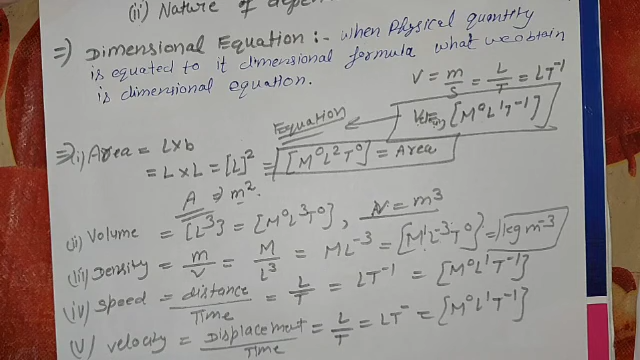 (ii) Nature of
⇒) Dimensional Equation :- when Physical quantity
is equated to it dimensional formula what we obtain
is dimensional equation.
V = m/s = L/T = LT⁻¹
Equation
[M⁰L¹T⁻¹]
⇒(i) Area = L×b
= L×L = [L]² = [M⁰L²T⁰] = Area
A ⇒ m².
(ii) Volume = [L³] = [M⁰L³T⁰], V = m³
(iii) Density = m/v = M/L³ = ML⁻³ = [M¹L⁻³T⁰] = 1kgm⁻³
(iv) speed = distance/Time = L/T = LT⁻¹ = [M⁰L¹T⁻¹]
(v) velocity = Displacement/Time = L/T = LT⁻ = [M⁰L¹T⁻¹]